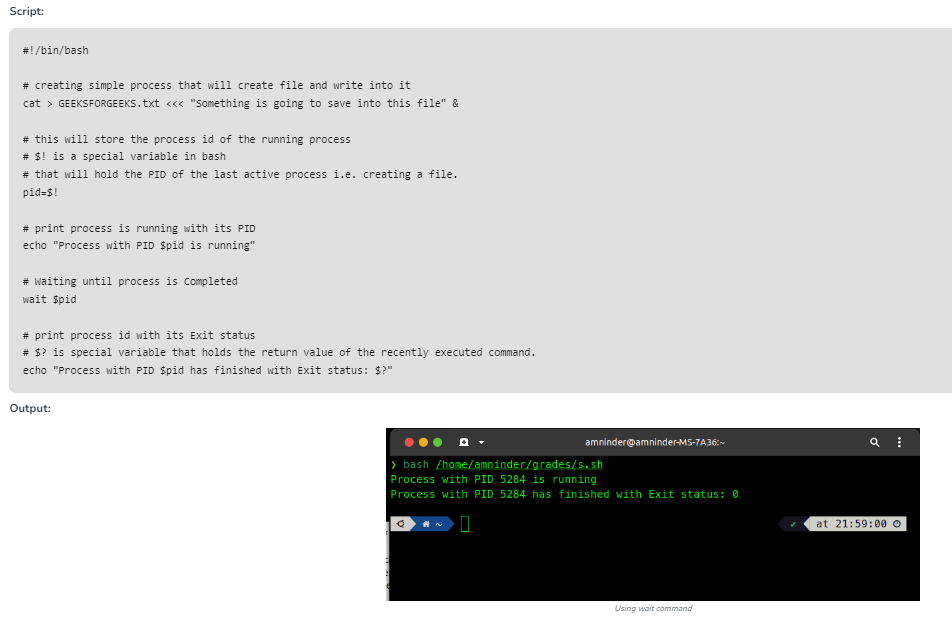 Script:
#!/bin/bash
# creating simple process that will create file and write into it
cat > GEEKSFORGEEKS.txt <<< "Something is going to save into this file" &
# this will store the process id of the running process
# $! is a special variable in bash
# that will hold the PID of the last active process i.e. creating a file.
pid=$!
# print process is running with its PID
echo "Process with PID $pid is running"
# Waiting until process is Completed
wait $pid
# print process id with its Exit status
# $? is special variable that holds the return value of the recently executed command.
echo "Process with PID $pid has finished with Exit status: $?"
Output:
amninder@amninder-MS-7A36:~
❯ bash /home/amninder/grades/s.sh
Process with PID 5284 is running
Process with PID 5284 has finished with Exit status: 0
~ ✓ at 21:59:00
Using wait command